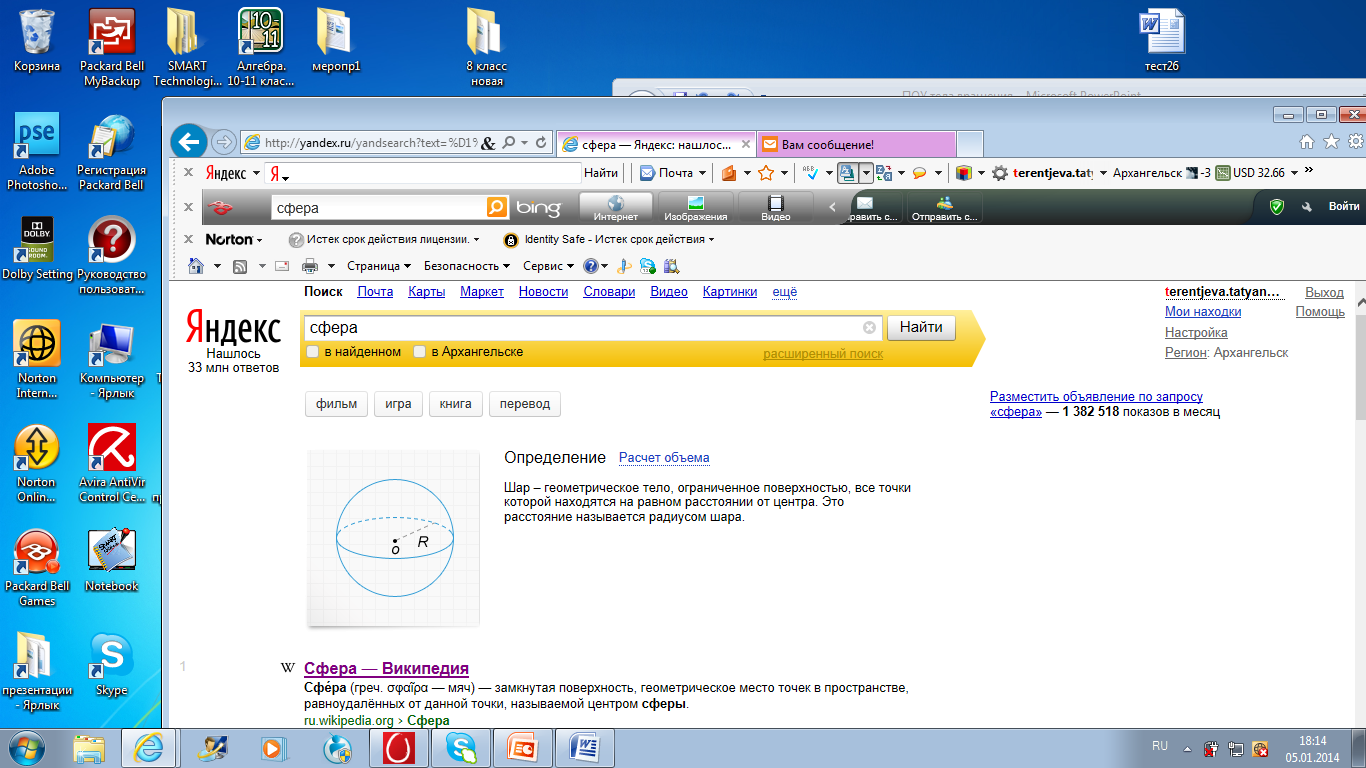 Корзина
Packard Bell
MyBackup
SMART
Technologi...
Алгебра.
10-11 клас...
меропр1
8 класс
новая
тест26
Adobe
Photosho...
Регистрация
Packard Bell
Dolby Setting
Руководство
пользоват...
Norton
Intern...
Компьютер
- Ярлык
Norton
Onlin...
Avira AntiVir
Control Ce...
Packard Bell
Games
Notebook
презентации
- Ярлык
Skype
http://yandex.ru/yandsearch?text=%D1%
сфера — Яндекс: нашлос...
Вам сообщение!
Яндекс
Я
Найти
Почта
terentjeva.taty
Архангельск
-3
USD 32.66
сфера
bing
Интернет
Изображения
Видео
Отправить с...
Войти
Norton
Истек срок действия лицензии.
Identity Safe - Истек срок действия
Страница
Безопасность
Сервис
Поиск Почта Карты Маркет Новости Словари Видео Картинки ещё
terentjeva.tatyan...
Выход
Мои находки
Помощь
Настройка
Регион: Архангельск
Яндекс
Нашлось
33 млн ответов
сфера
Найти
в найденном
в Архангельске
расширенный поиск
фильм игра книга перевод
Разместить объявление по запросу
«сфера» — 1 382 518 показов в месяц
o R
Определение Расчет объема
Шар – геометрическое тело, ограниченное поверхностью, все точки
которой находятся на равном расстоянии от центра. Это
расстояние называется радиусом шара.
1
W Сфера — Википедия
Сфе́ра (греч. σφαῖρα — мяч) — замкнутая поверхность, геометрическое место точек в пространстве,
равноудалённых от данной точки, называемой центром сферы.
ru.wikipedia.org › Сфера
RU
18:14
05.01.2014